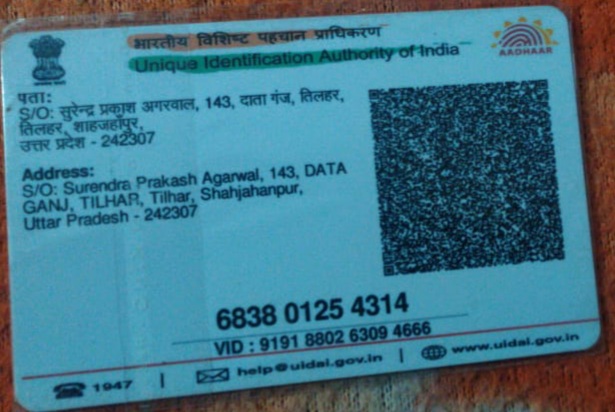 भारतीय विशिष्ट पहचान प्राधिकरण
Unique Identification Authority of India
AADHAAR
पता:
S/O: सुरेन्द्र प्रकाश अगरवाल, 143, दाता गंज, तिलहर,
तिलहर, शाहजहाँपुर,
उत्तर प्रदेश - 242307
Address:
S/O: Surendra Prakash Agarwal, 143, DATA
GANJ, TILHAR, Tilhar, Shahjahanpur,
Uttar Pradesh - 242307
6838 0125 4314
VID : 9191 8802 6309 4666
1947 | help@uidai.gov.in | www.uidai.gov.in